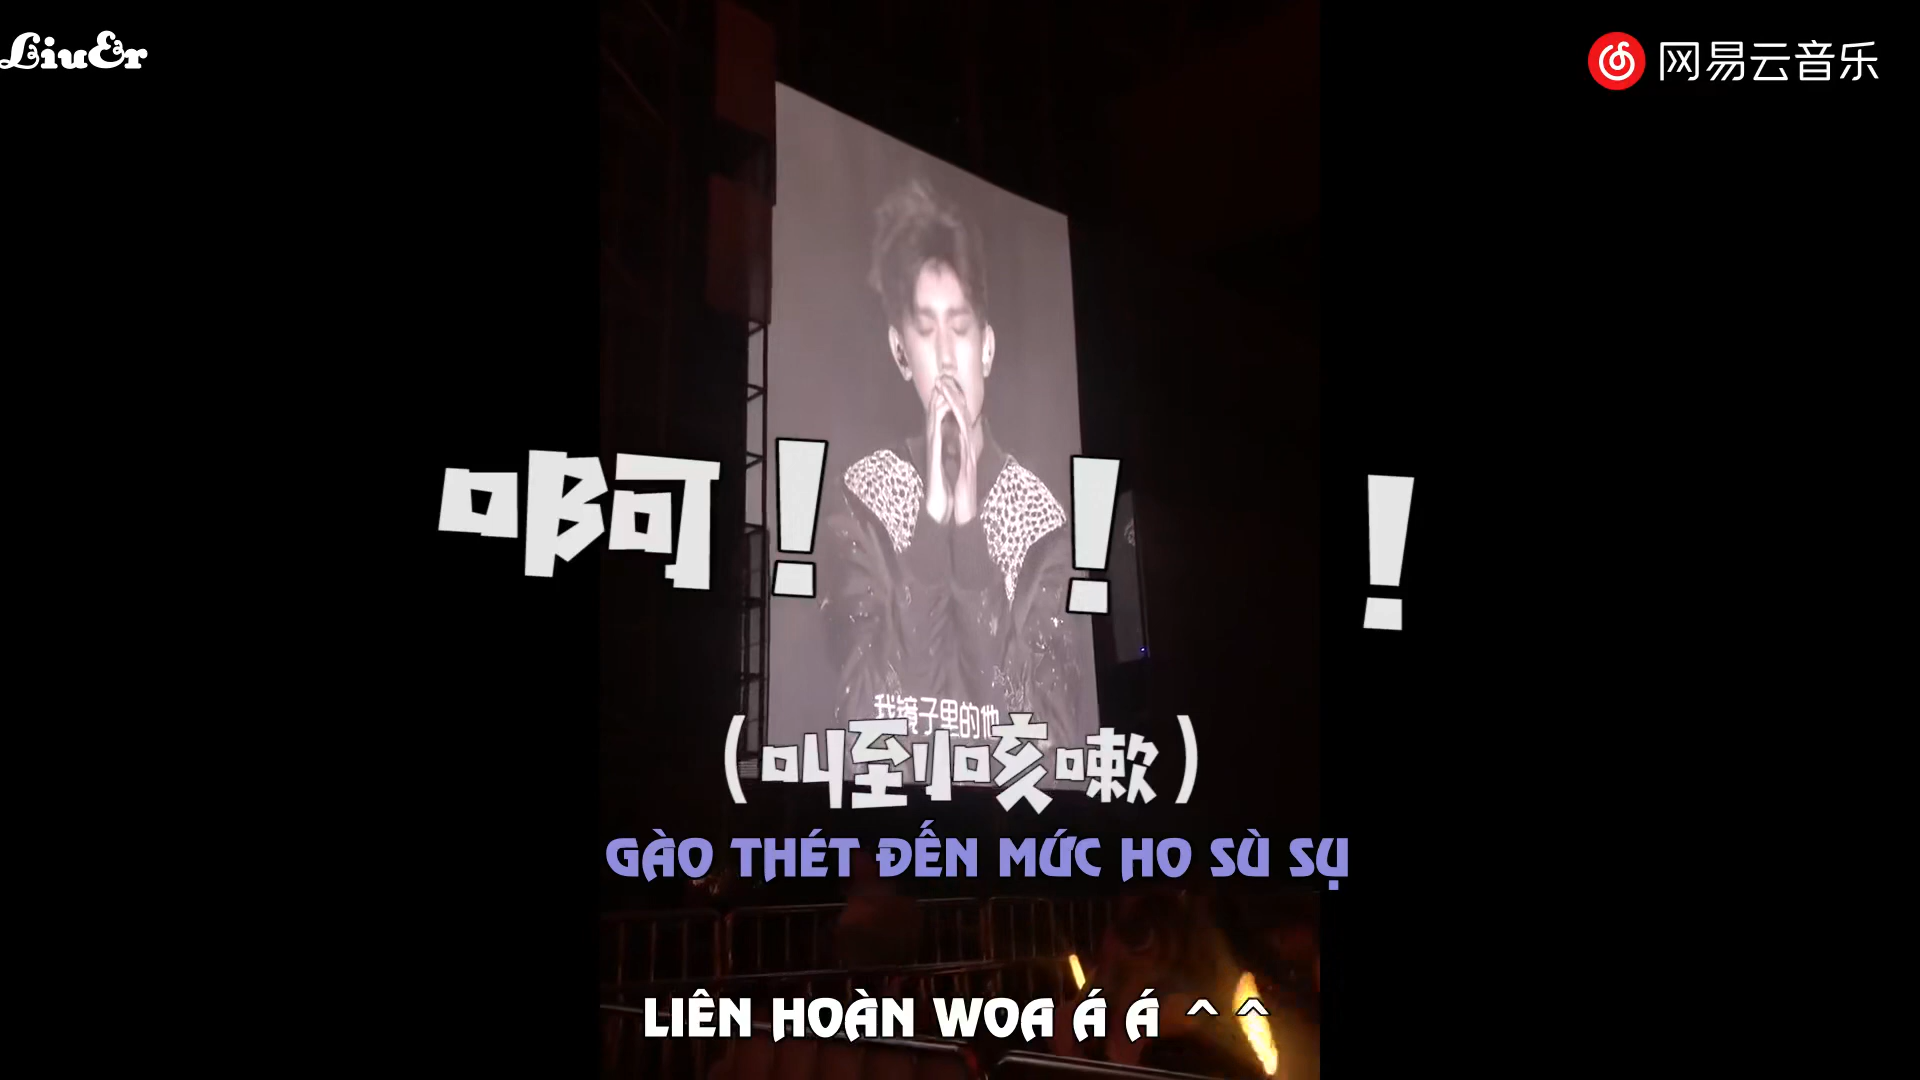 LiuEr
网易云音乐
啊！！！
我镜子里的他
（叫到咳嗽）
GÀO THÉT ĐẾN MỨC HO SÙ SỤ
LIÊN HOÀN WOA Á Á ^ ^